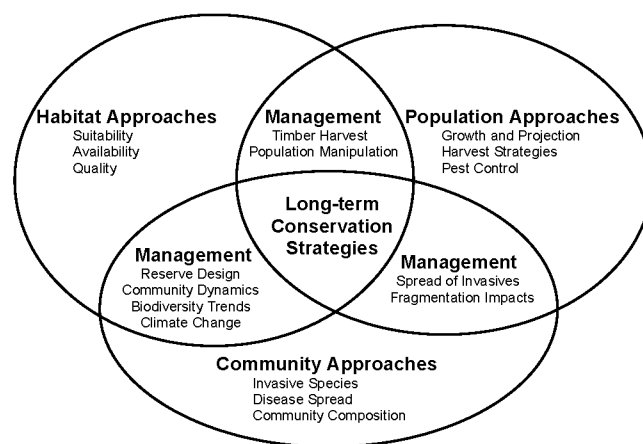 Habitat Approaches
Suitability
Availability
Quality
Management
Timber Harvest
Population Manipulation
Population Approaches
Growth and Projection
Harvest Strategies
Pest Control
Long-term
Conservation
Strategies
Management
Reserve Design
Community Dynamics
Biodiversity Trends
Climate Change
Management
Spread of Invasives
Fragmentation Impacts
Community Approaches
Invasive Species
Disease Spread
Community Composition